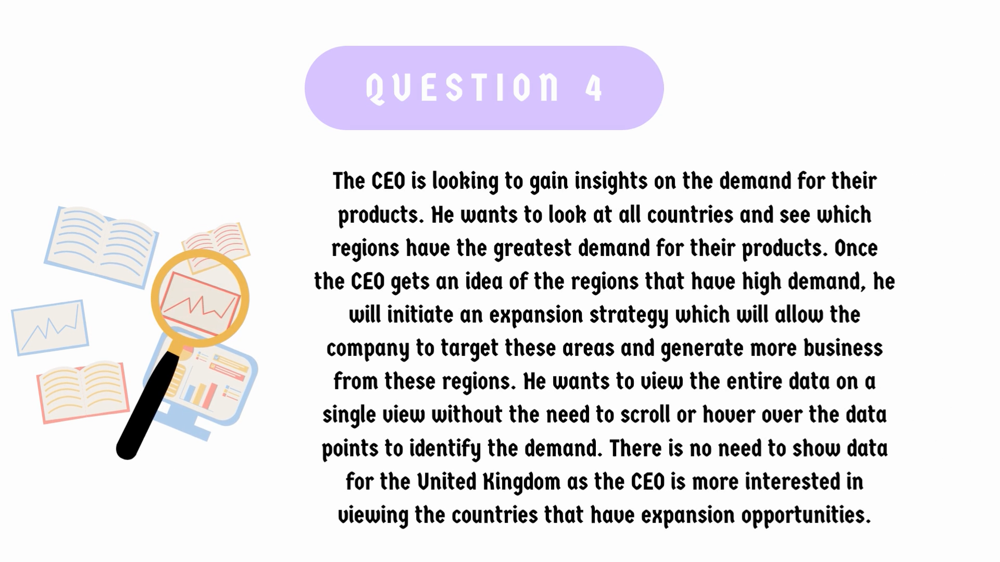 QUESTION 4
The CEO is looking to gain insights on the demand for their
products. He wants to look at all countries and see which
regions have the greatest demand for their products. Once
the CEO gets an idea of the regions that have high demand, he
will initiate an expansion strategy which will allow the
company to target these areas and generate more business
from these regions. He wants to view the entire data on a
single view without the need to scroll or hover over the data
points to identify the demand. There is no need to show data
for the United Kingdom as the CEO is more interested in
viewing the countries that have expansion opportunities.